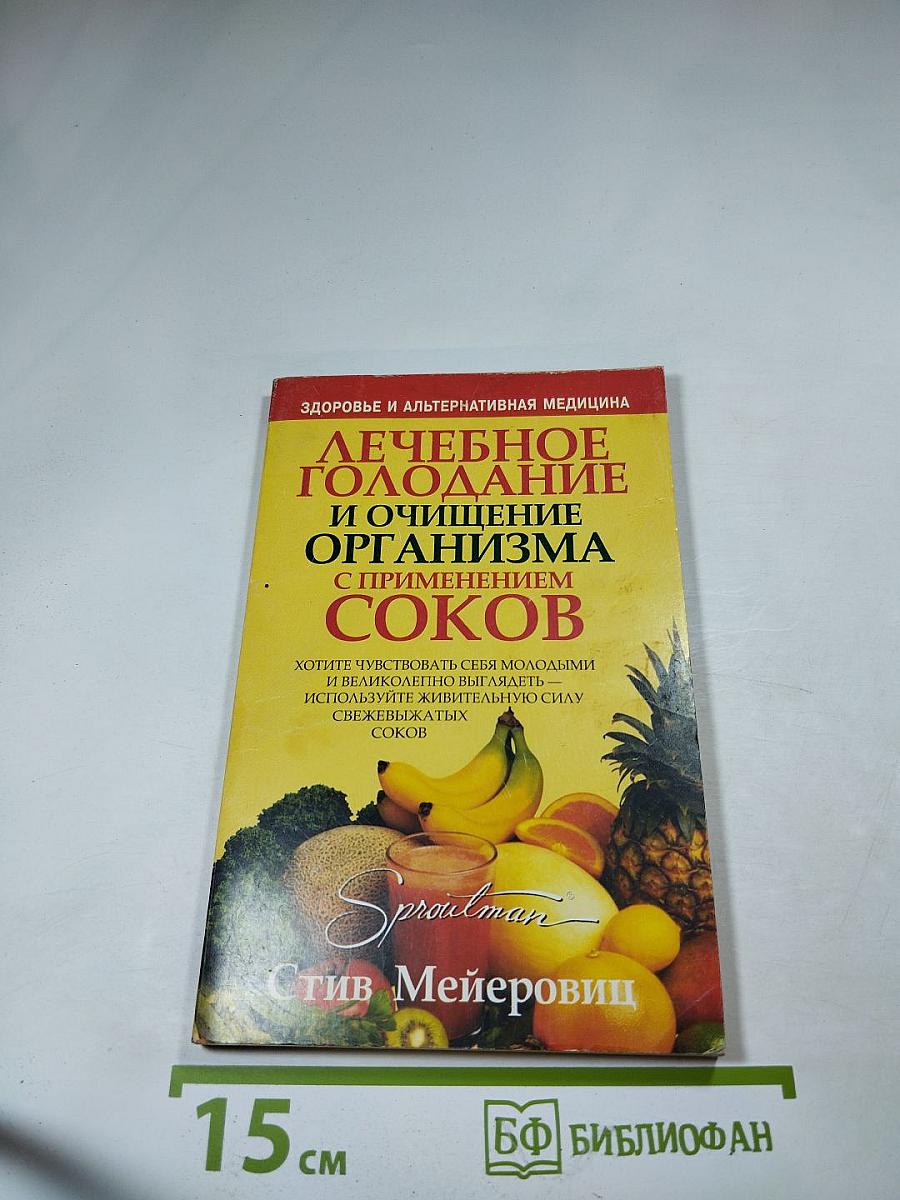 ЗДОРОВЬЕ И АЛЬТЕРНАТИВНАЯ МЕДИЦИНА
ЛЕЧЕБНОЕ
ГОЛОДАНИЕ
И ОЧИЩЕНИЕ
ОРГАНИЗМА
С ПРИМЕНЕНИЕМ
СОКОВ
ХОТИТЕ ЧУВСТВОВАТЬ СЕБЯ МОЛОДЫМИ
И ВЕЛИКОЛЕПНО ВЫГЛЯДЕТЬ —
ИСПОЛЬЗУЙТЕ ЖИВИТЕЛЬНУЮ СИЛУ
СВЕЖЕВЫЖАТЫХ
СОКОВ
Sproutman®
Стив Мейеровиц
15 см
БФ БИБЛИОФАН